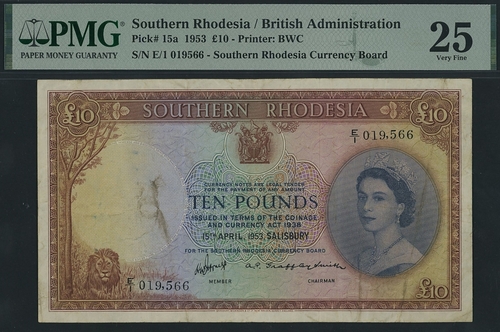 PMG
PAPER MONEY GUARANTY
Southern Rhodesia / British Administration
Pick# 15a 1953 £10 - Printer: BWC
S/N E/1 019566 - Southern Rhodesia Currency Board
25
Very Fine
£10 SOUTHERN RHODESIA £10
E/1 019,566
CURRENCY NOTES ARE LEGAL TENDER
FOR THE PAYMENT OF ANY AMOUNT
TEN POUNDS
ISSUED IN TERMS OF THE COINAGE
AND CURRENCY ACT 1938
15TH APRIL, 1953, SALISBURY
FOR THE SOUTHERN RHODESIA CURRENCY BOARD
E/1 019,566
MEMBER CHAIRMAN
£10